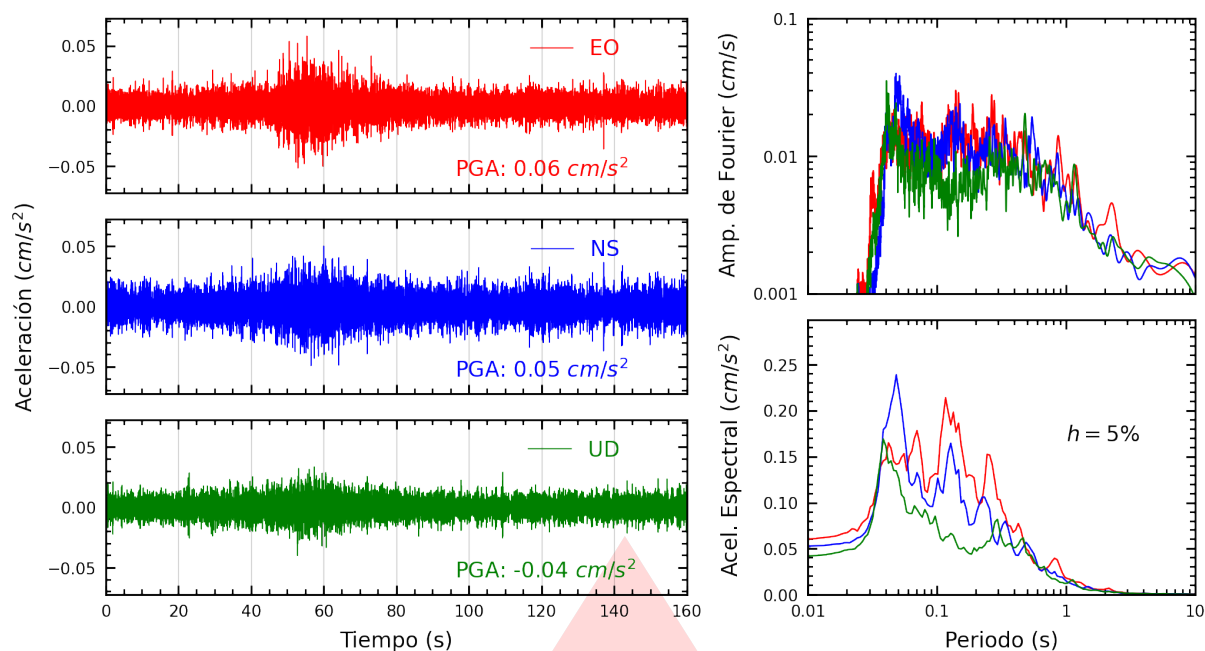 Aceleración (cm/s²)
0.05
0.00
−0.05
EO
PGA: 0.06 cm/s²
0.05
0.00
−0.05
NS
PGA: 0.05 cm/s²
0.05
0.00
−0.05
UD
PGA: -0.04 cm/s²
0 20 40 60 80 100 120 140 160
Tiempo (s)
Amp. de Fourier (cm/s)
0.1
0.01
0.001
Acel. Espectral (cm/s²)
0.25
0.20
0.15
0.10
0.05
0.00
h = 5%
0.01 0.1 1 10
Periodo (s)